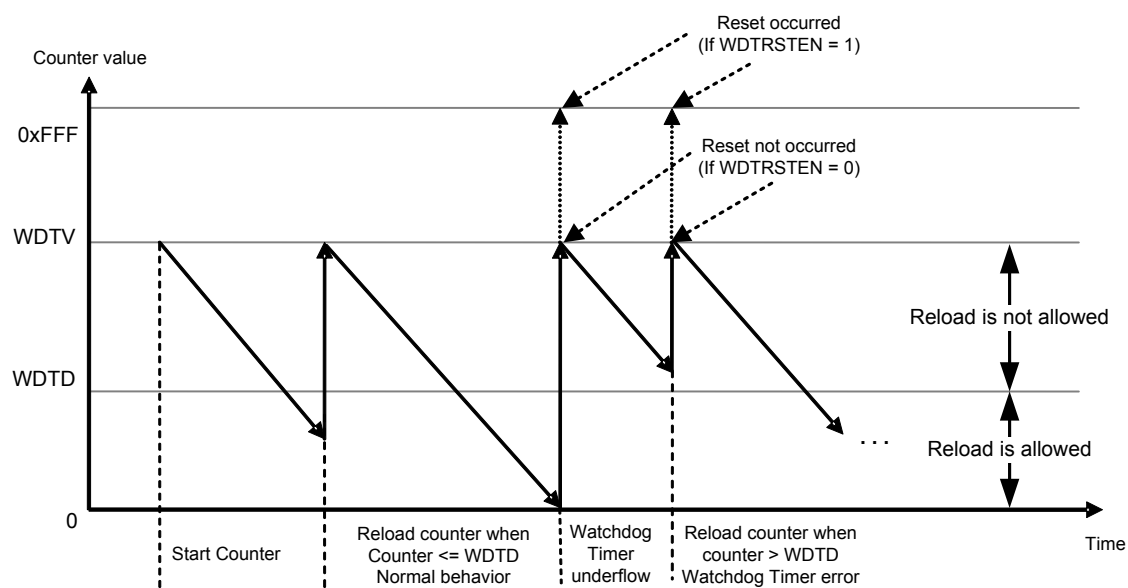 Reset occurred
(If WDTRSTEN = 1)
Counter value
0xFFF
Reset not occurred
(If WDTRSTEN = 0)
WDTV
Reload is not allowed
WDTD
Reload is allowed
...
0
Time
Start Counter
Reload counter when
Counter <= WDTD
Normal behavior
Watchdog
Timer
underflow
Reload counter when
counter > WDTD
Watchdog Timer error